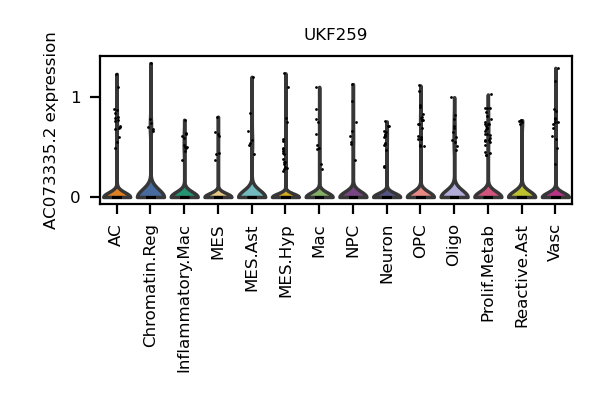 UKF259
AC073335.2 expression
1
0
AC
Chromatin.Reg
Inflammatory.Mac
MES
MES.Ast
MES.Hyp
Mac
NPC
Neuron
OPC
Oligo
Prolif.Metab
Reactive.Ast
Vasc